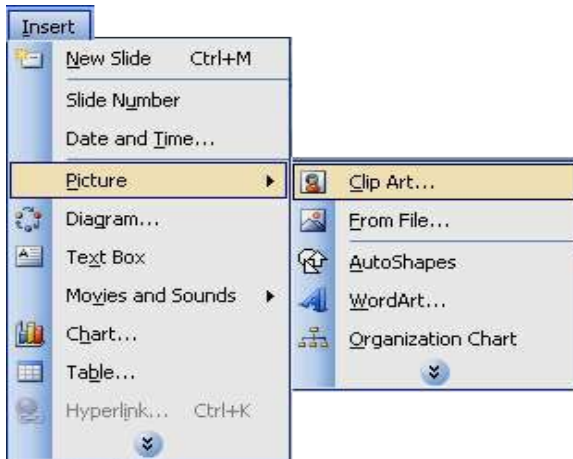 Insert
New Slide Ctrl+M
Slide Number
Date and Time...
Picture
Diagram...
Text Box
Movies and Sounds
Chart...
Table...
Hyperlink... Ctrl+K
Clip Art...
From File...
AutoShapes
WordArt...
Organization Chart